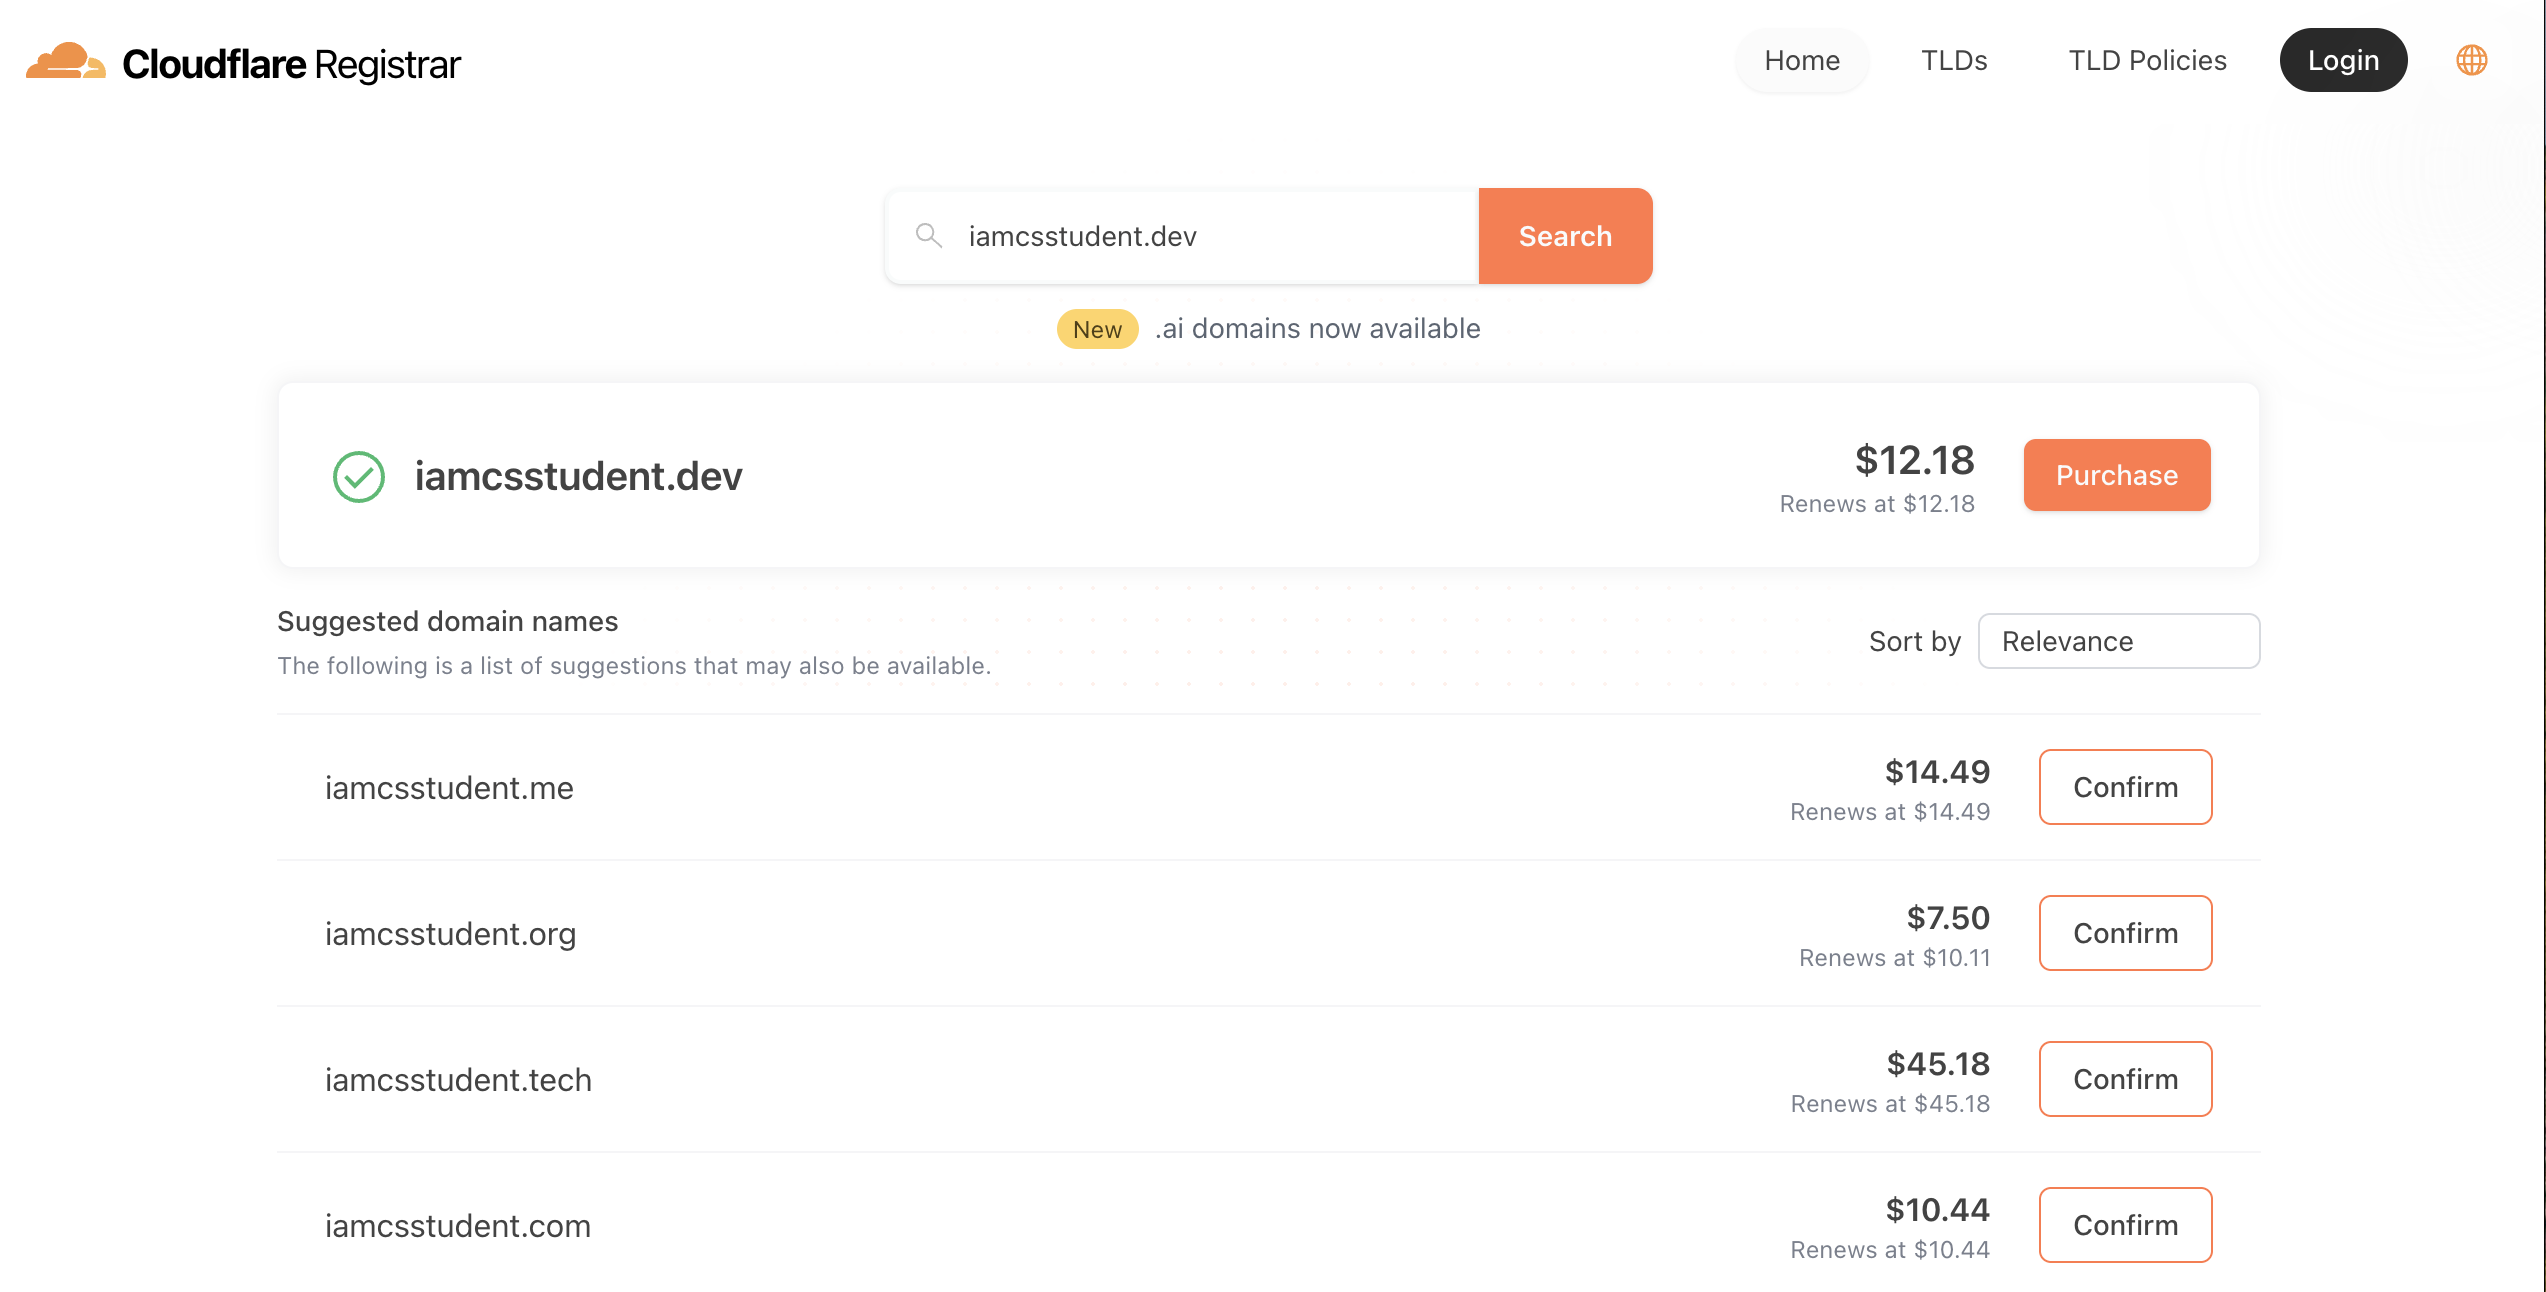 Cloudflare Registrar
Home
TLDs
TLD Policies
Login
iamcsstudent.dev
Search
New
.ai domains now available
iamcsstudent.dev
$12.18
Renews at $12.18
Purchase
Suggested domain names
The following is a list of suggestions that may also be available.
Sort by
Relevance
iamcsstudent.me
$14.49
Renews at $14.49
Confirm
iamcsstudent.org
$7.50
Renews at $10.11
Confirm
iamcsstudent.tech
$45.18
Renews at $45.18
Confirm
iamcsstudent.com
$10.44
Renews at $10.44
Confirm